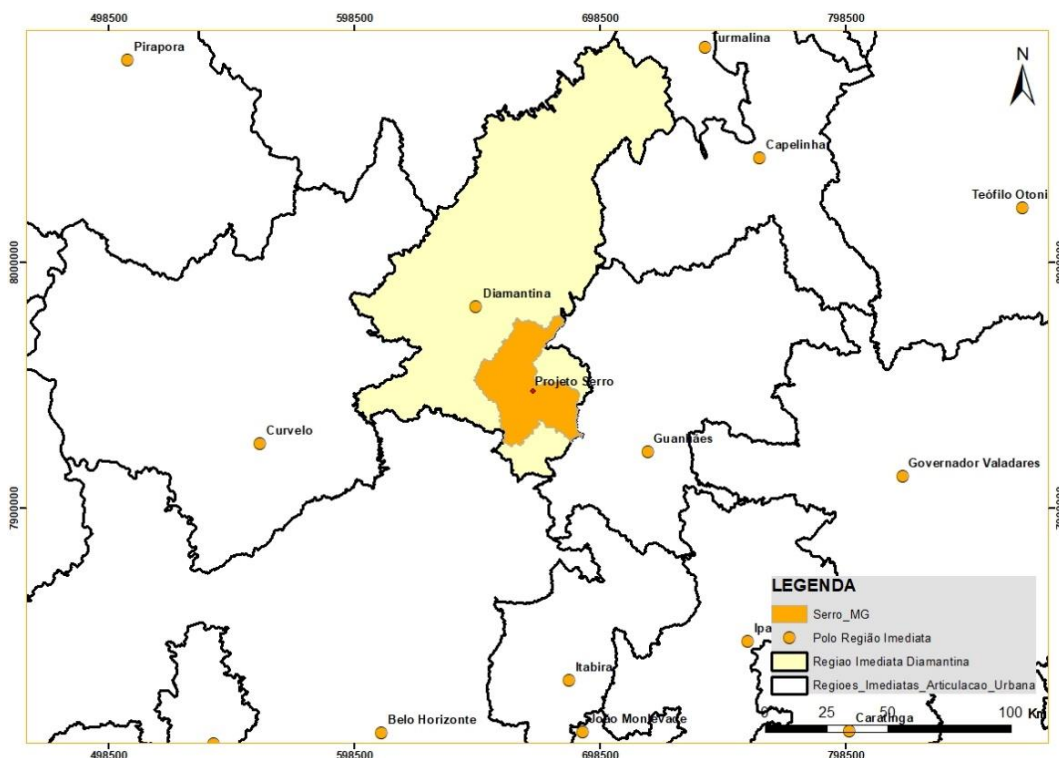 498500
598500
698500
798500
Pirapora
Turmalina
N
Capelinha
Teófilo Otoni
8000000
8000000
Diamantina
Projeto Serro
Curvelo
Guanhães
Governador Valadares
7900000
7900000
LEGENDA
Serro_MG
Ipa
Polo Região Imediata
Regiao Imediata Diamantina
Itabira
Regioes_Imediatas_Articulacao_Urbana
Belo Horizonte
João Monlevade
Caratinga
0
25
50
100
Km
498500
598500
698500
798500